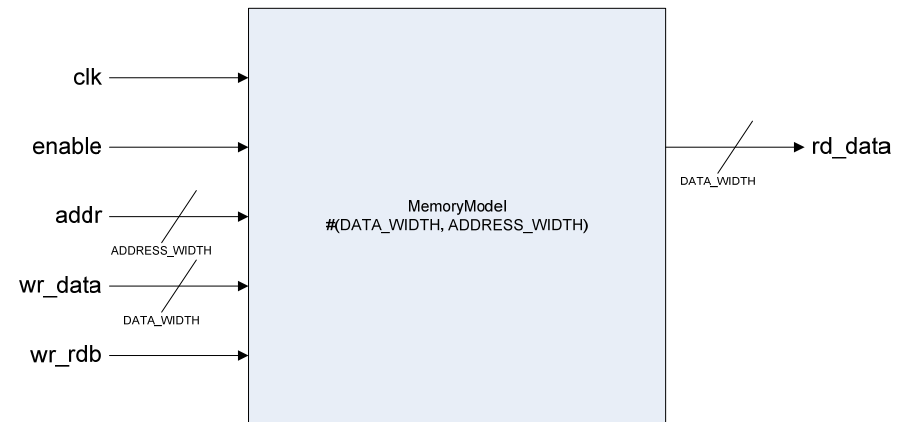 clk
enable
addr
ADDRESS_WIDTH
wr_data
DATA_WIDTH
wr_rdb
MemoryModel
#(DATA_WIDTH, ADDRESS_WIDTH)
rd_data
DATA_WIDTH